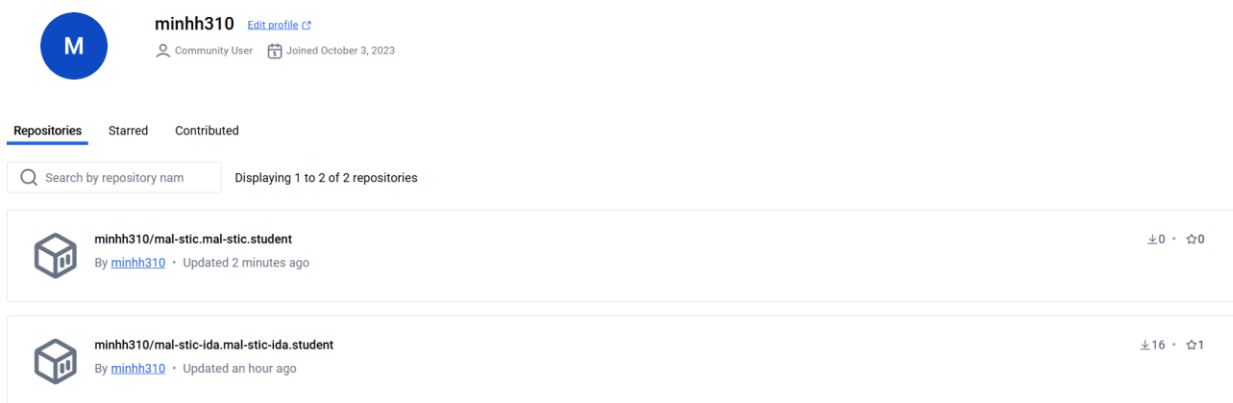 M
minhh310 Edit profile
Community User Joined October 3, 2023
Repositories Starred Contributed
Search by repository nam Displaying 1 to 2 of 2 repositories
minhh310/mal-stic.mal-stic.student 0 · 0
By minhh310 · Updated 2 minutes ago
minhh310/mal-stic-ida.mal-stic-ida.student 16 · 1
By minhh310 · Updated an hour ago